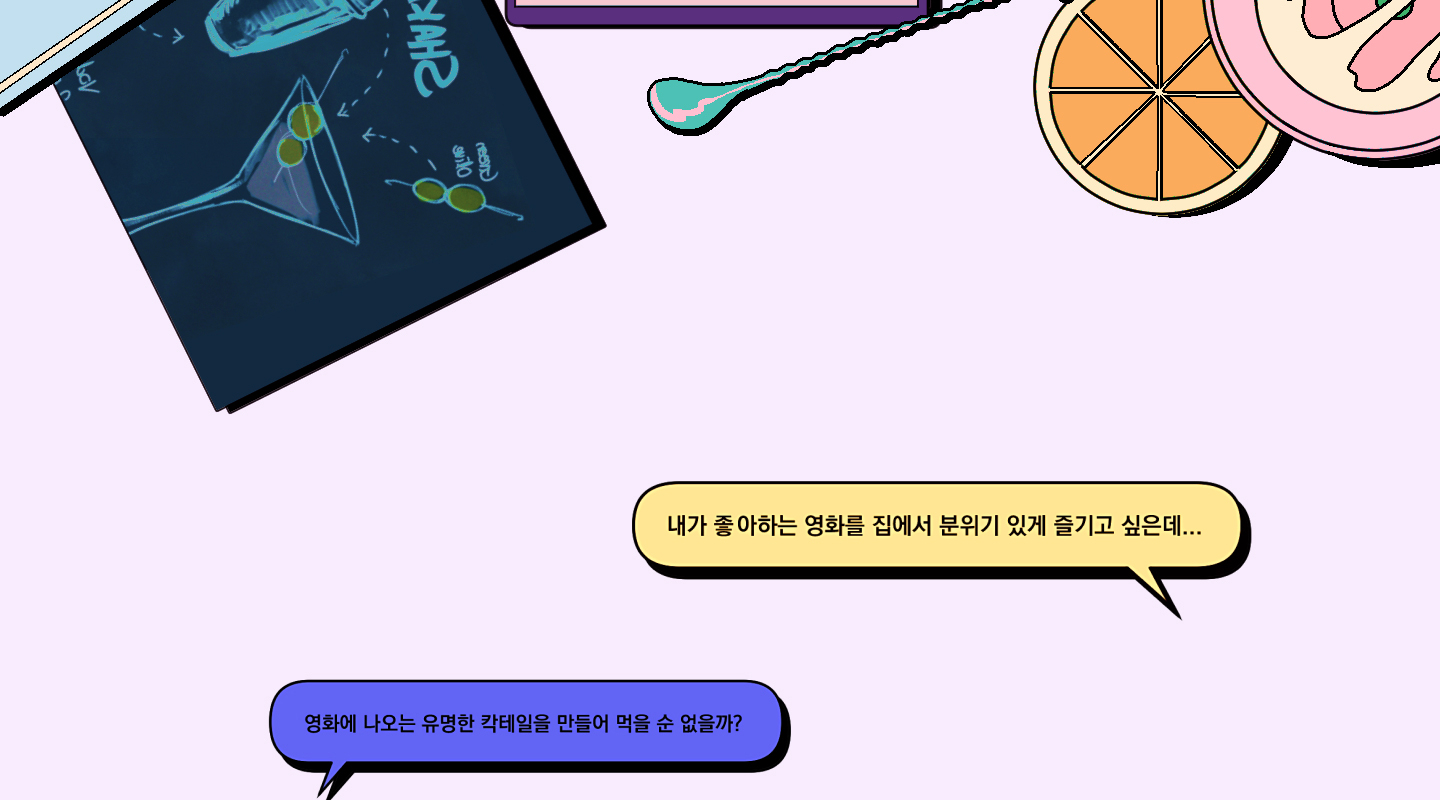 내가 좋아하는 영화를 집에서 분위기 있게 즐기고 싶은데...
영화에 나오는 유명한 칵테일을 만들어 먹을 순 없을까?